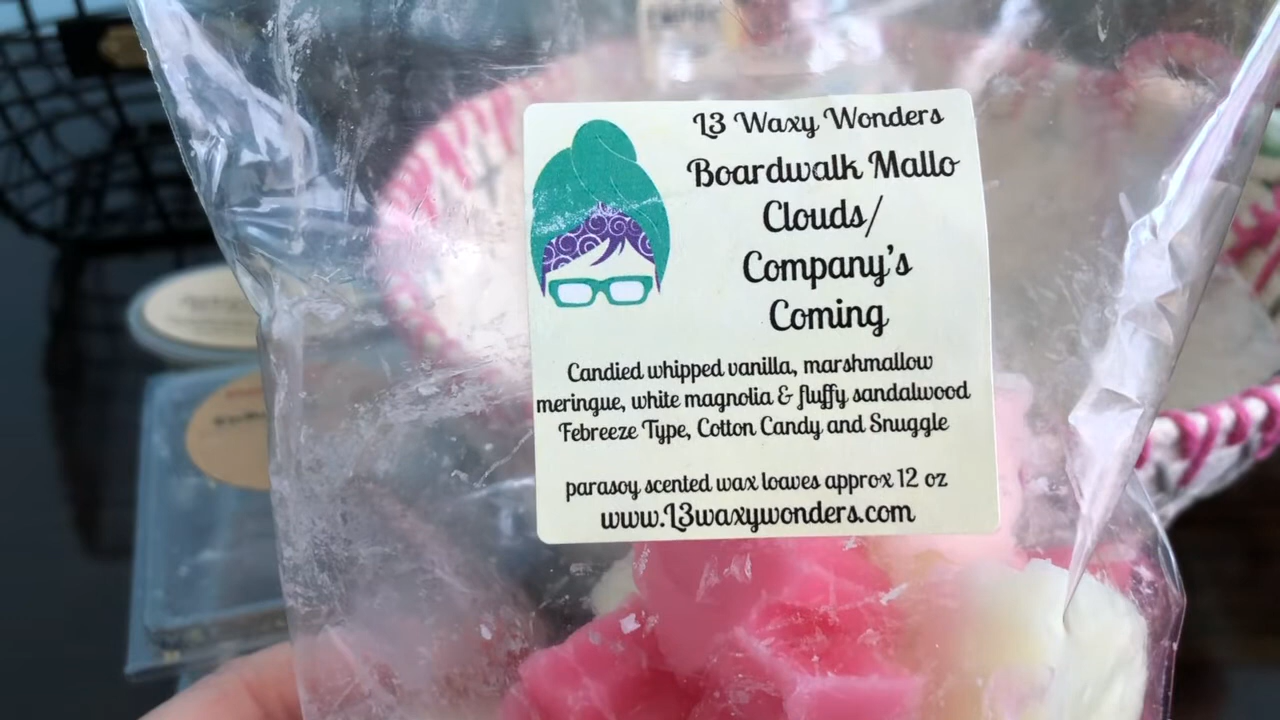 L3 Waxy Wonders
Boardwalk Mallo
Clouds/
Company's
Coming
Candied whipped vanilla, marshmallow
meringue, white magnolia & fluffy sandalwood
Febreeze Type, Cotton Candy and Snuggle
parasoy scented wax loaves approx 12 oz
www.L3waxywonders.com